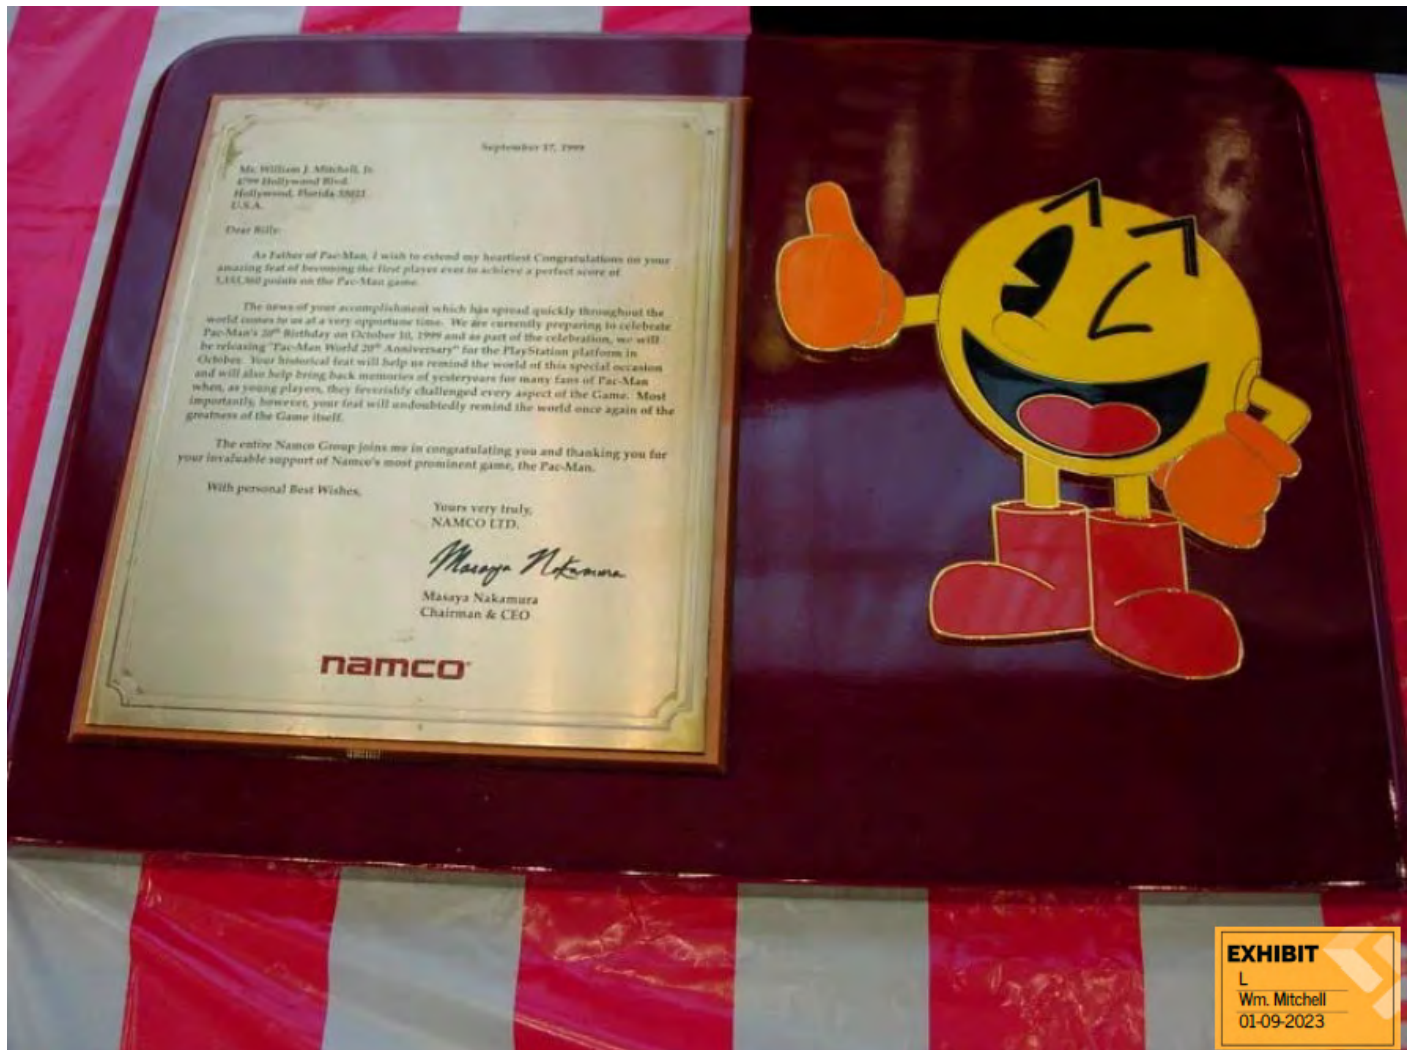 September 17, 1999
Mr. William J. Mitchell, Jr.
4799 Hollywood Blvd.
Hollywood, Florida 33021
U.S.A.
Dear Billy:
As Father of Pac-Man, I wish to extend my heartiest Congratulations on your
amazing feat of becoming the first player ever to achieve a perfect score of
3,333,360 points on the Pac-Man game.
The news of your accomplishment which has spread quickly throughout the
world comes to us at a very opportune time. We are currently preparing to celebrate
Pac-Man's 20th Birthday on October 10, 1999 and as part of the celebration, we will
be releasing "Pac-Man World 20th Anniversary" for the PlayStation platform in
October. Your historical feat will help us remind the world of this special occasion
and will also help bring back memories of yesteryears for many fans of Pac-Man
when, as young players, they feverishly challenged every aspect of the Game. Most
importantly, however, your feat will undoubtedly remind the world once again of the
greatness of the Game itself.
The entire Namco Group joins me in congratulating you and thanking you for
your invaluable support of Namco's most prominent game, the Pac-Man.
With personal Best Wishes,
Yours very truly,
NAMCO LTD.
Masaya Nakamura
Masaya Nakamura
Chairman & CEO
namco
EXHIBIT
L
Wm. Mitchell
01-09-2023